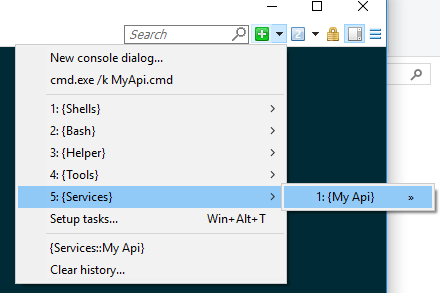 Search
New console dialog...
cmd.exe /k MyApi.cmd
1: {Shells}
2: {Bash}
3: {Helper}
4: {Tools}
5: {Services}
1: {My Api} »
Setup tasks... Win+Alt+T
{Services::My Api}
Clear history...